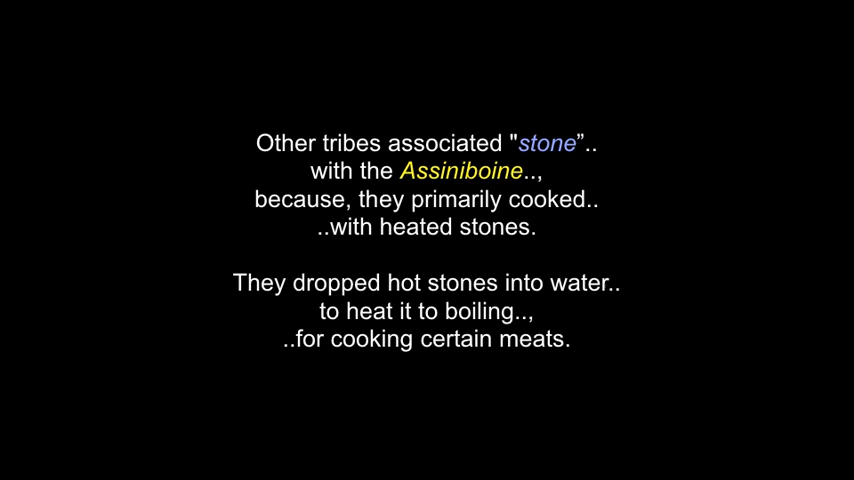 Other tribes associated "stone”..
with the Assiniboine..,
because, they primarily cooked..
..with heated stones.
They dropped hot stones into water..
to heat it to boiling..,
..for cooking certain meats.